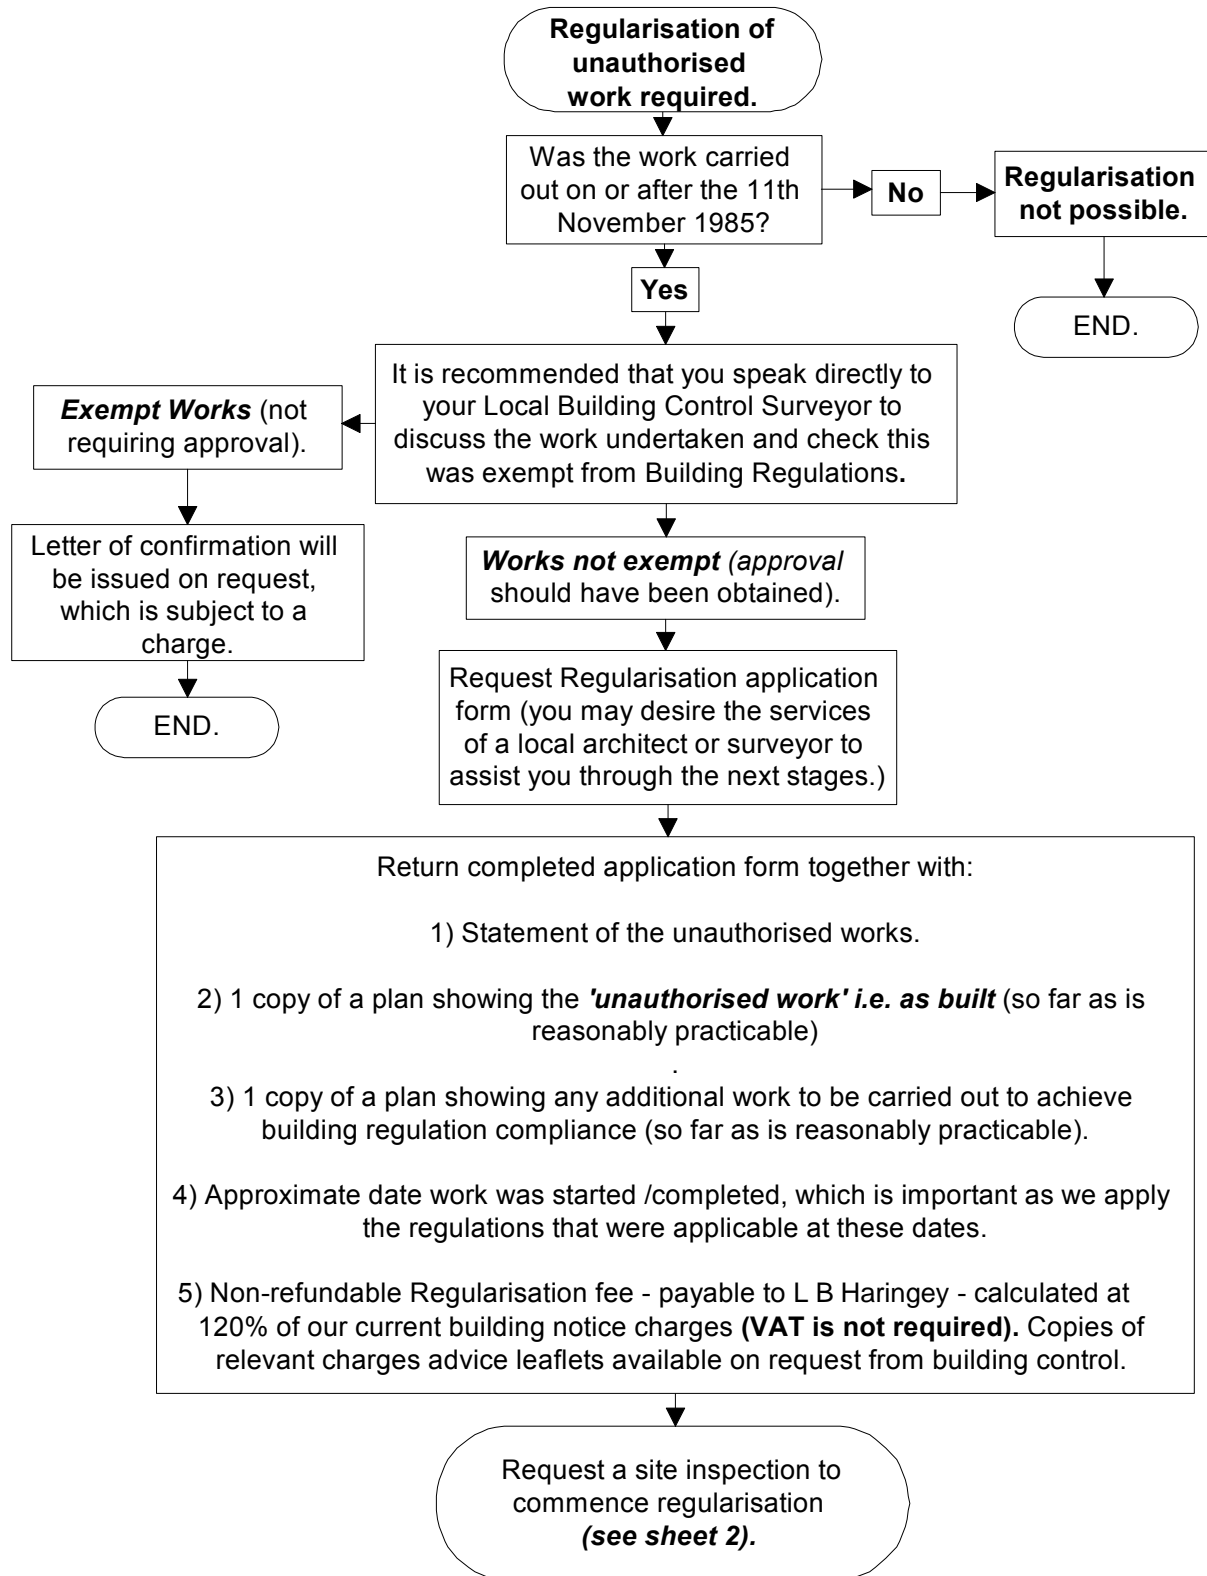 Regularisation of
unauthorised
work required.
Was the work carried
out on or after the 11th
November 1985?
No
Regularisation
not possible.
END.
Yes
It is recommended that you speak directly to
your Local Building Control Surveyor to
discuss the work undertaken and check this
was exempt from Building Regulations.
Exempt Works (not
requiring approval).
Letter of confirmation will
be issued on request,
which is subject to a
charge.
END.
Works not exempt (approval
should have been obtained).
Request Regularisation application
form (you may desire the services
of a local architect or surveyor to
assist you through the next stages.)
Return completed application form together with:
1) Statement of the unauthorised works.
2) 1 copy of a plan showing the 'unauthorised work' i.e. as built (so far as is
reasonably practicable)
.
3) 1 copy of a plan showing any additional work to be carried out to achieve
building regulation compliance (so far as is reasonably practicable).
4) Approximate date work was started /completed, which is important as we apply
the regulations that were applicable at these dates.
5) Non-refundable Regularisation fee - payable to L B Haringey - calculated at
120% of our current building notice charges (VAT is not required). Copies of
relevant charges advice leaflets available on request from building control.
Request a site inspection to
commence regularisation
(see sheet 2).